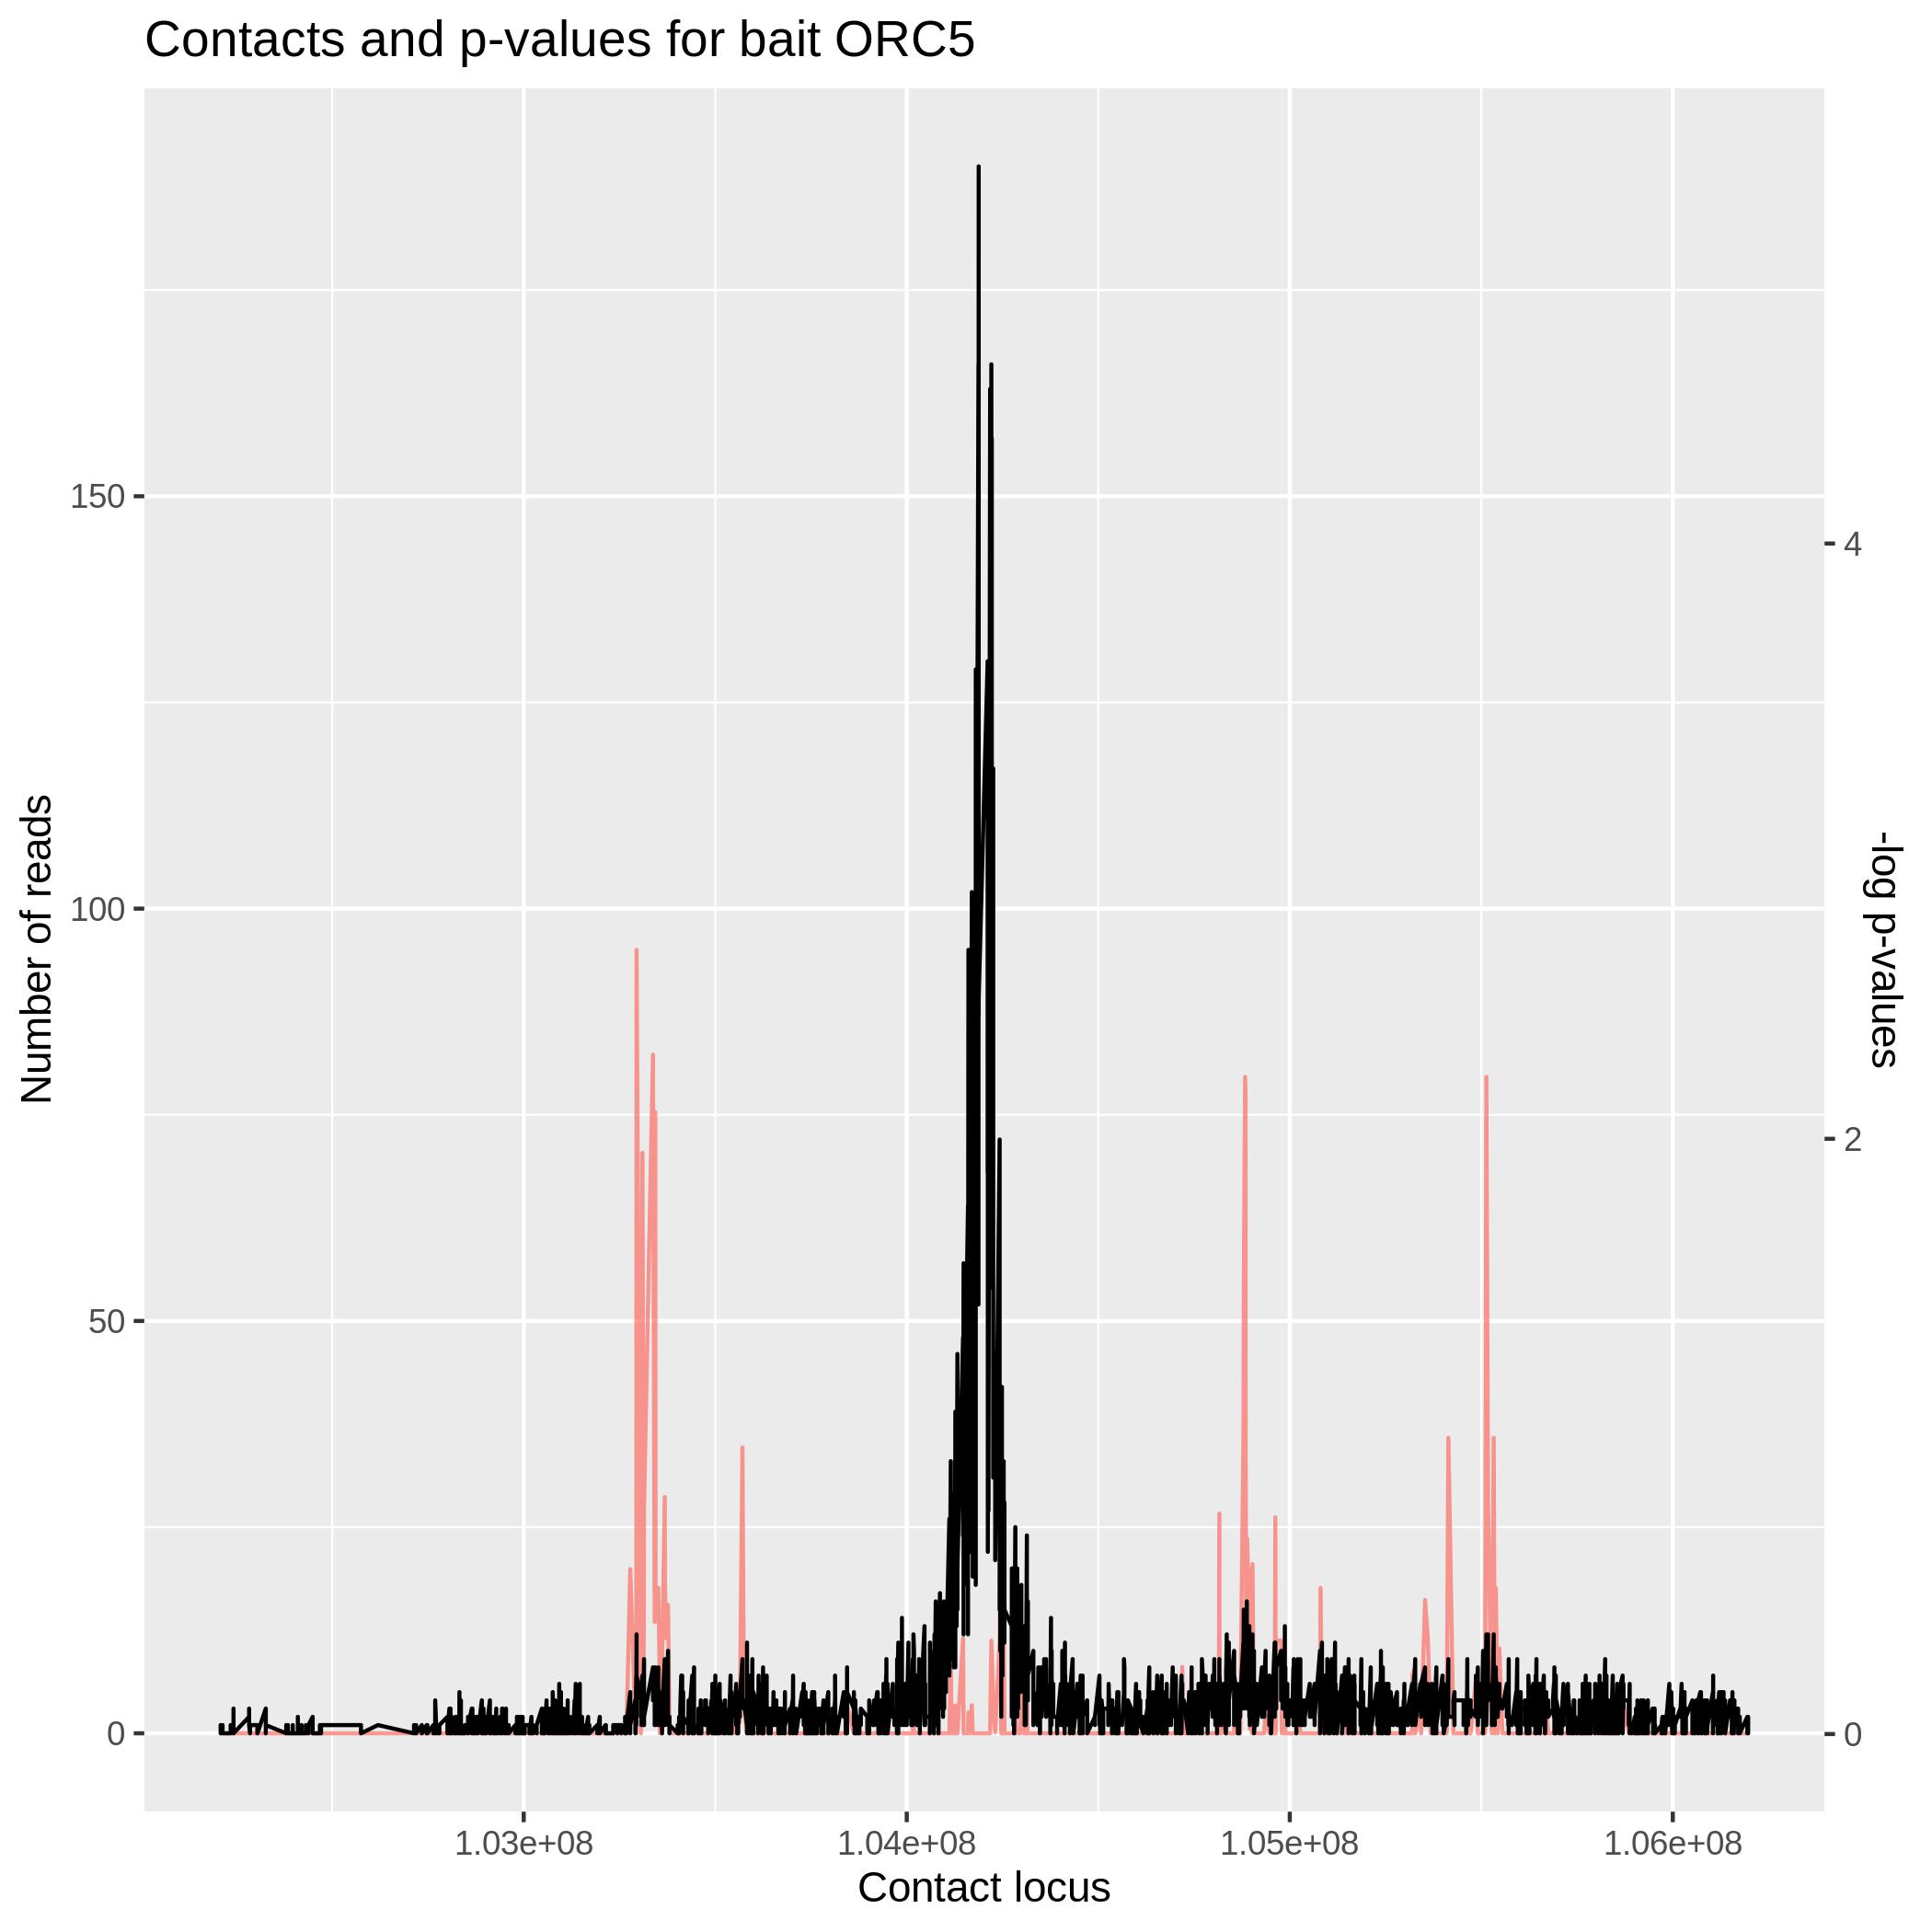 Contacts and p-values for bait ORC5
150
100
50
0
Number of reads
4
2
0
-log p-values
1.03e+08 1.04e+08 1.05e+08 1.06e+08
Contact locus